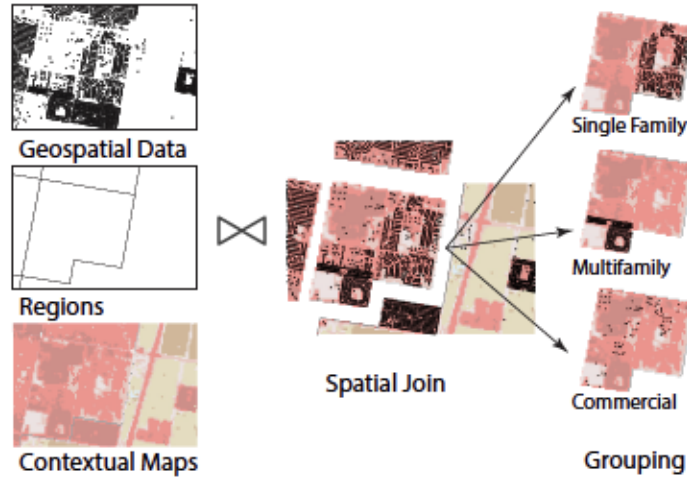 Geospatial Data
Regions
Contextual Maps
Spatial Join
Single Family
Multifamily
Commercial
Grouping